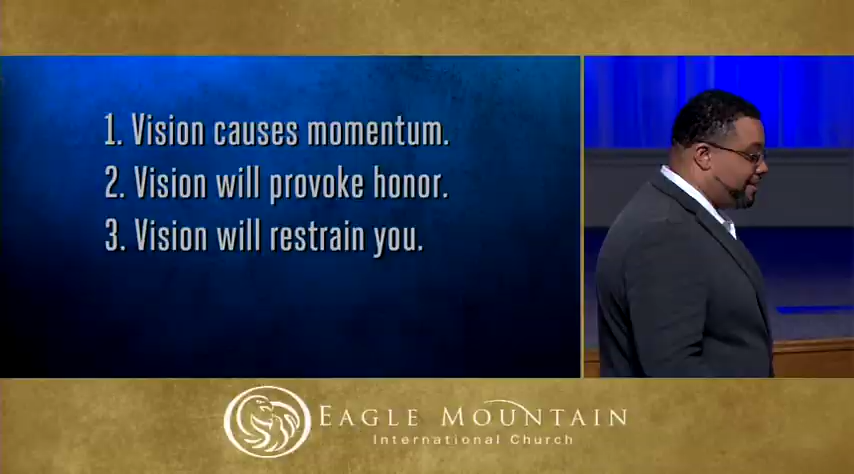 1. Vision causes momentum.
2. Vision will provoke honor.
3. Vision will restrain you.
EAGLE MOUNTAIN
International Church